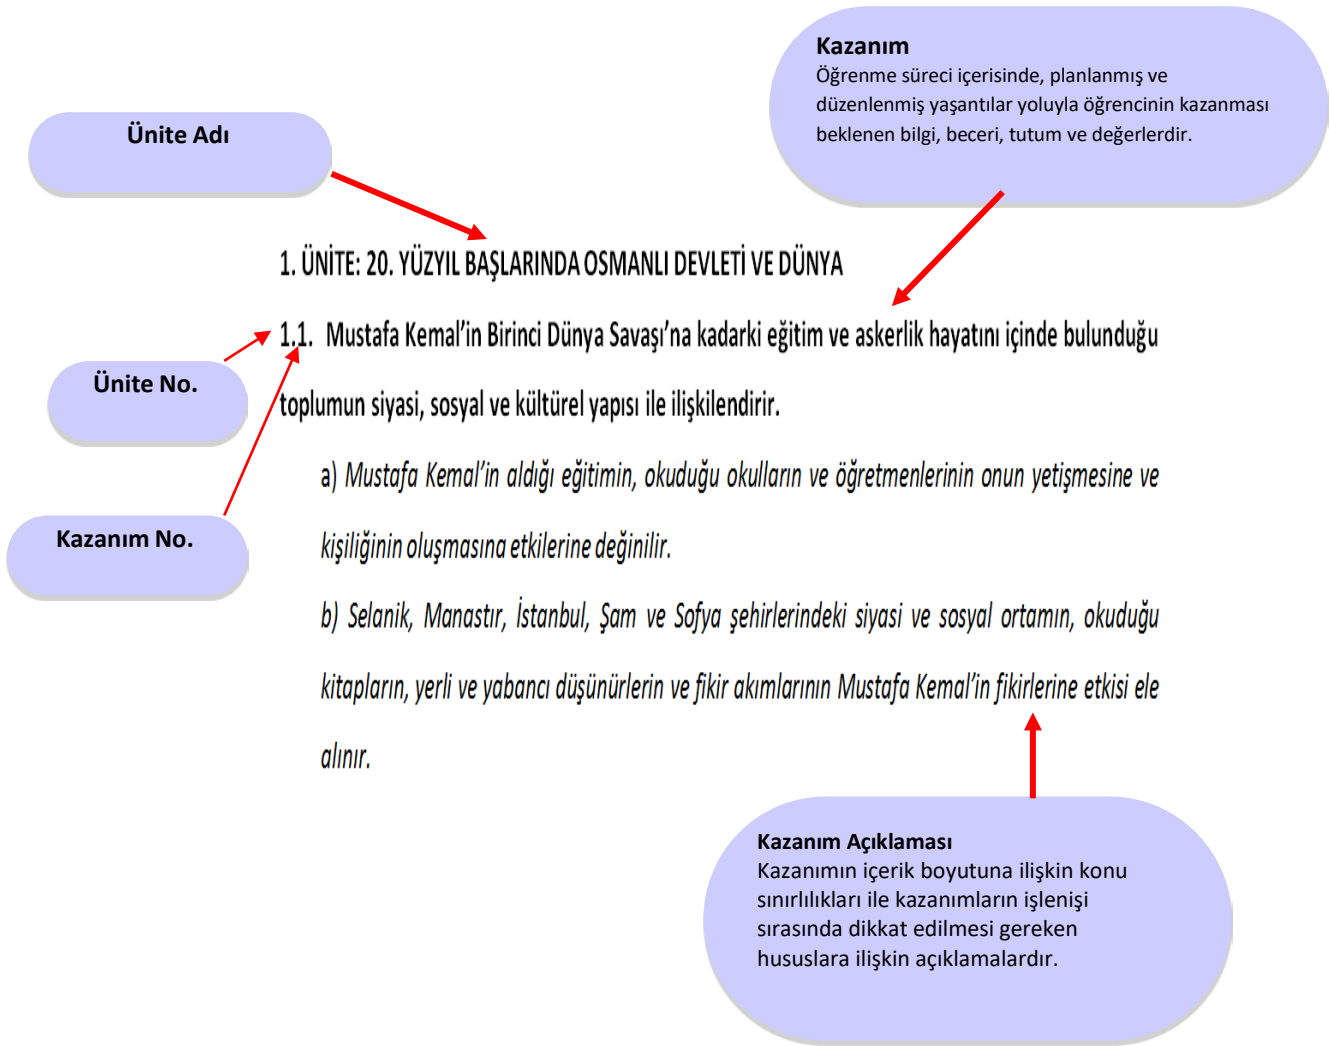 Kazanım
Öğrenme süreci içerisinde, planlanmış ve
düzenlenmiş yaşantılar yoluyla öğrencinin kazanması
beklenen bilgi, beceri, tutum ve değerlerdir.
Ünite Adı
1. ÜNİTE: 20. YÜZYIL BAŞLARINDA OSMANLI DEVLETİ VE DÜNYA
1.1. Mustafa Kemal’in Birinci Dünya Savaşı’na kadarki eğitim ve askerlik hayatını içinde bulunduğu
toplumun siyasi, sosyal ve kültürel yapısı ile ilişkilendirir.
Ünite No.
a) Mustafa Kemal’in aldığı eğitimin, okuduğu okulların ve öğretmenlerinin onun yetişmesine ve
kişiliğinin oluşmasına etkilerine değinilir.
Kazanım No.
b) Selanik, Manastır, İstanbul, Şam ve Sofya şehirlerindeki siyasi ve sosyal ortamın, okuduğu
kitapların, yerli ve yabancı düşünürlerin ve fikir akımlarının Mustafa Kemal’in fikirlerine etkisi ele
alınır.
Kazanım Açıklaması
Kazanımın içerik boyutuna ilişkin konu
sınırlılıkları ile kazanımların işlenişi
sırasında dikkat edilmesi gereken
hususlara ilişkin açıklamalardır.